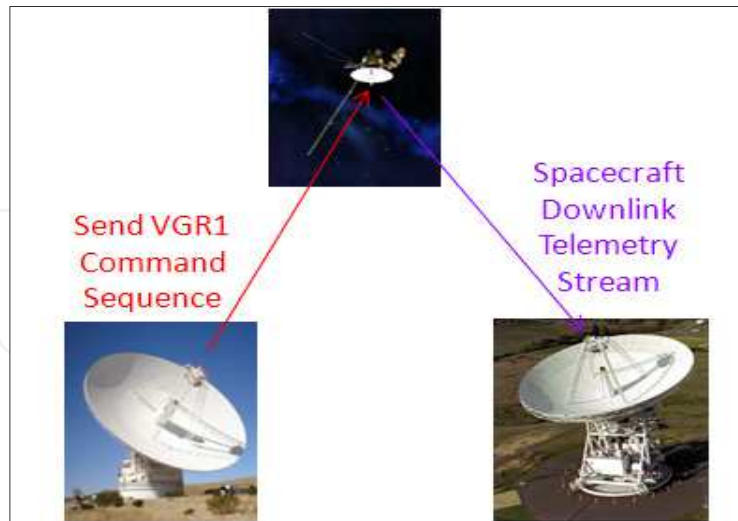 Send VGR1
Command
Sequence
Spacecraft
Downlink
Telemetry
Stream